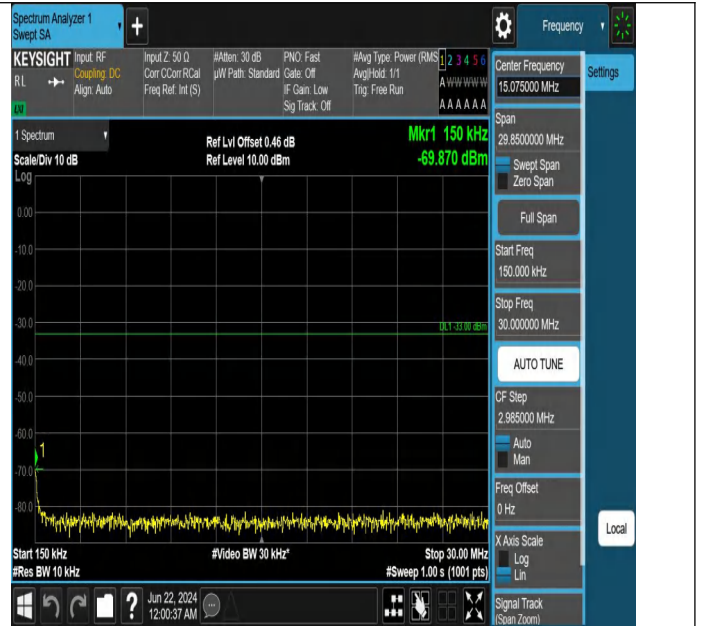 Spectrum Analyzer 1
Swept SA
+
Frequency
KEYSIGHT
RL
LXI
Input: RF
Coupling: DC
Align: Auto
Input Z: 50 Ω
Corr CCorr RCal
Freq Ref: Int (S)
#Atten: 30 dB
µW Path: Standard
PNO: Fast
Gate: Off
IF Gain: Low
Sig Track: Off
#Avg Type: Power (RMS
Avg|Hold: 1/1
Trig: Free Run
1 2 3 4 5 6
A W W W W W
A A A A A A
1 Spectrum
Scale/Div 10 dB
Log
Ref Lvl Offset 0.46 dB
Ref Level 10.00 dBm
Mkr1 150 kHz
-69.870 dBm
0.00
-10.0
-20.0
-30.0
DL1 -33.00 dBm
-40.0
-50.0
-60.0
1
-70.0
-80.0
Start 150 kHz
#Video BW 30 kHz*
Stop 30.00 MHz
#Res BW 10 kHz
#Sweep 1.00 s (1001 pts)
Center Frequency
15.075000 MHz
Settings
Span
29.8500000 MHz
Swept Span
Zero Span
Full Span
Start Freq
150.000 kHz
Stop Freq
30.000000 MHz
AUTO TUNE
CF Step
2.985000 MHz
Auto
Man
Freq Offset
0 Hz
X Axis Scale
Log
Lin
Local
Signal Track
(Span Zoom)
?
Jun 22, 2024
12:00:37 AM